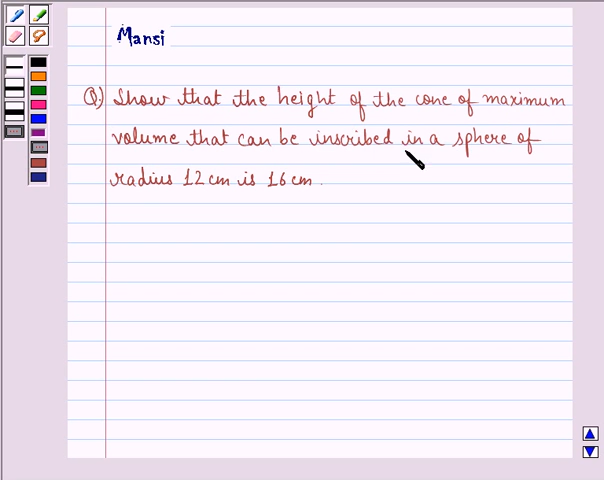 Mansi
Q) Show that the height of the cone of maximum
volume that can be inscribed in a sphere of
radius 12 cm is 16 cm.